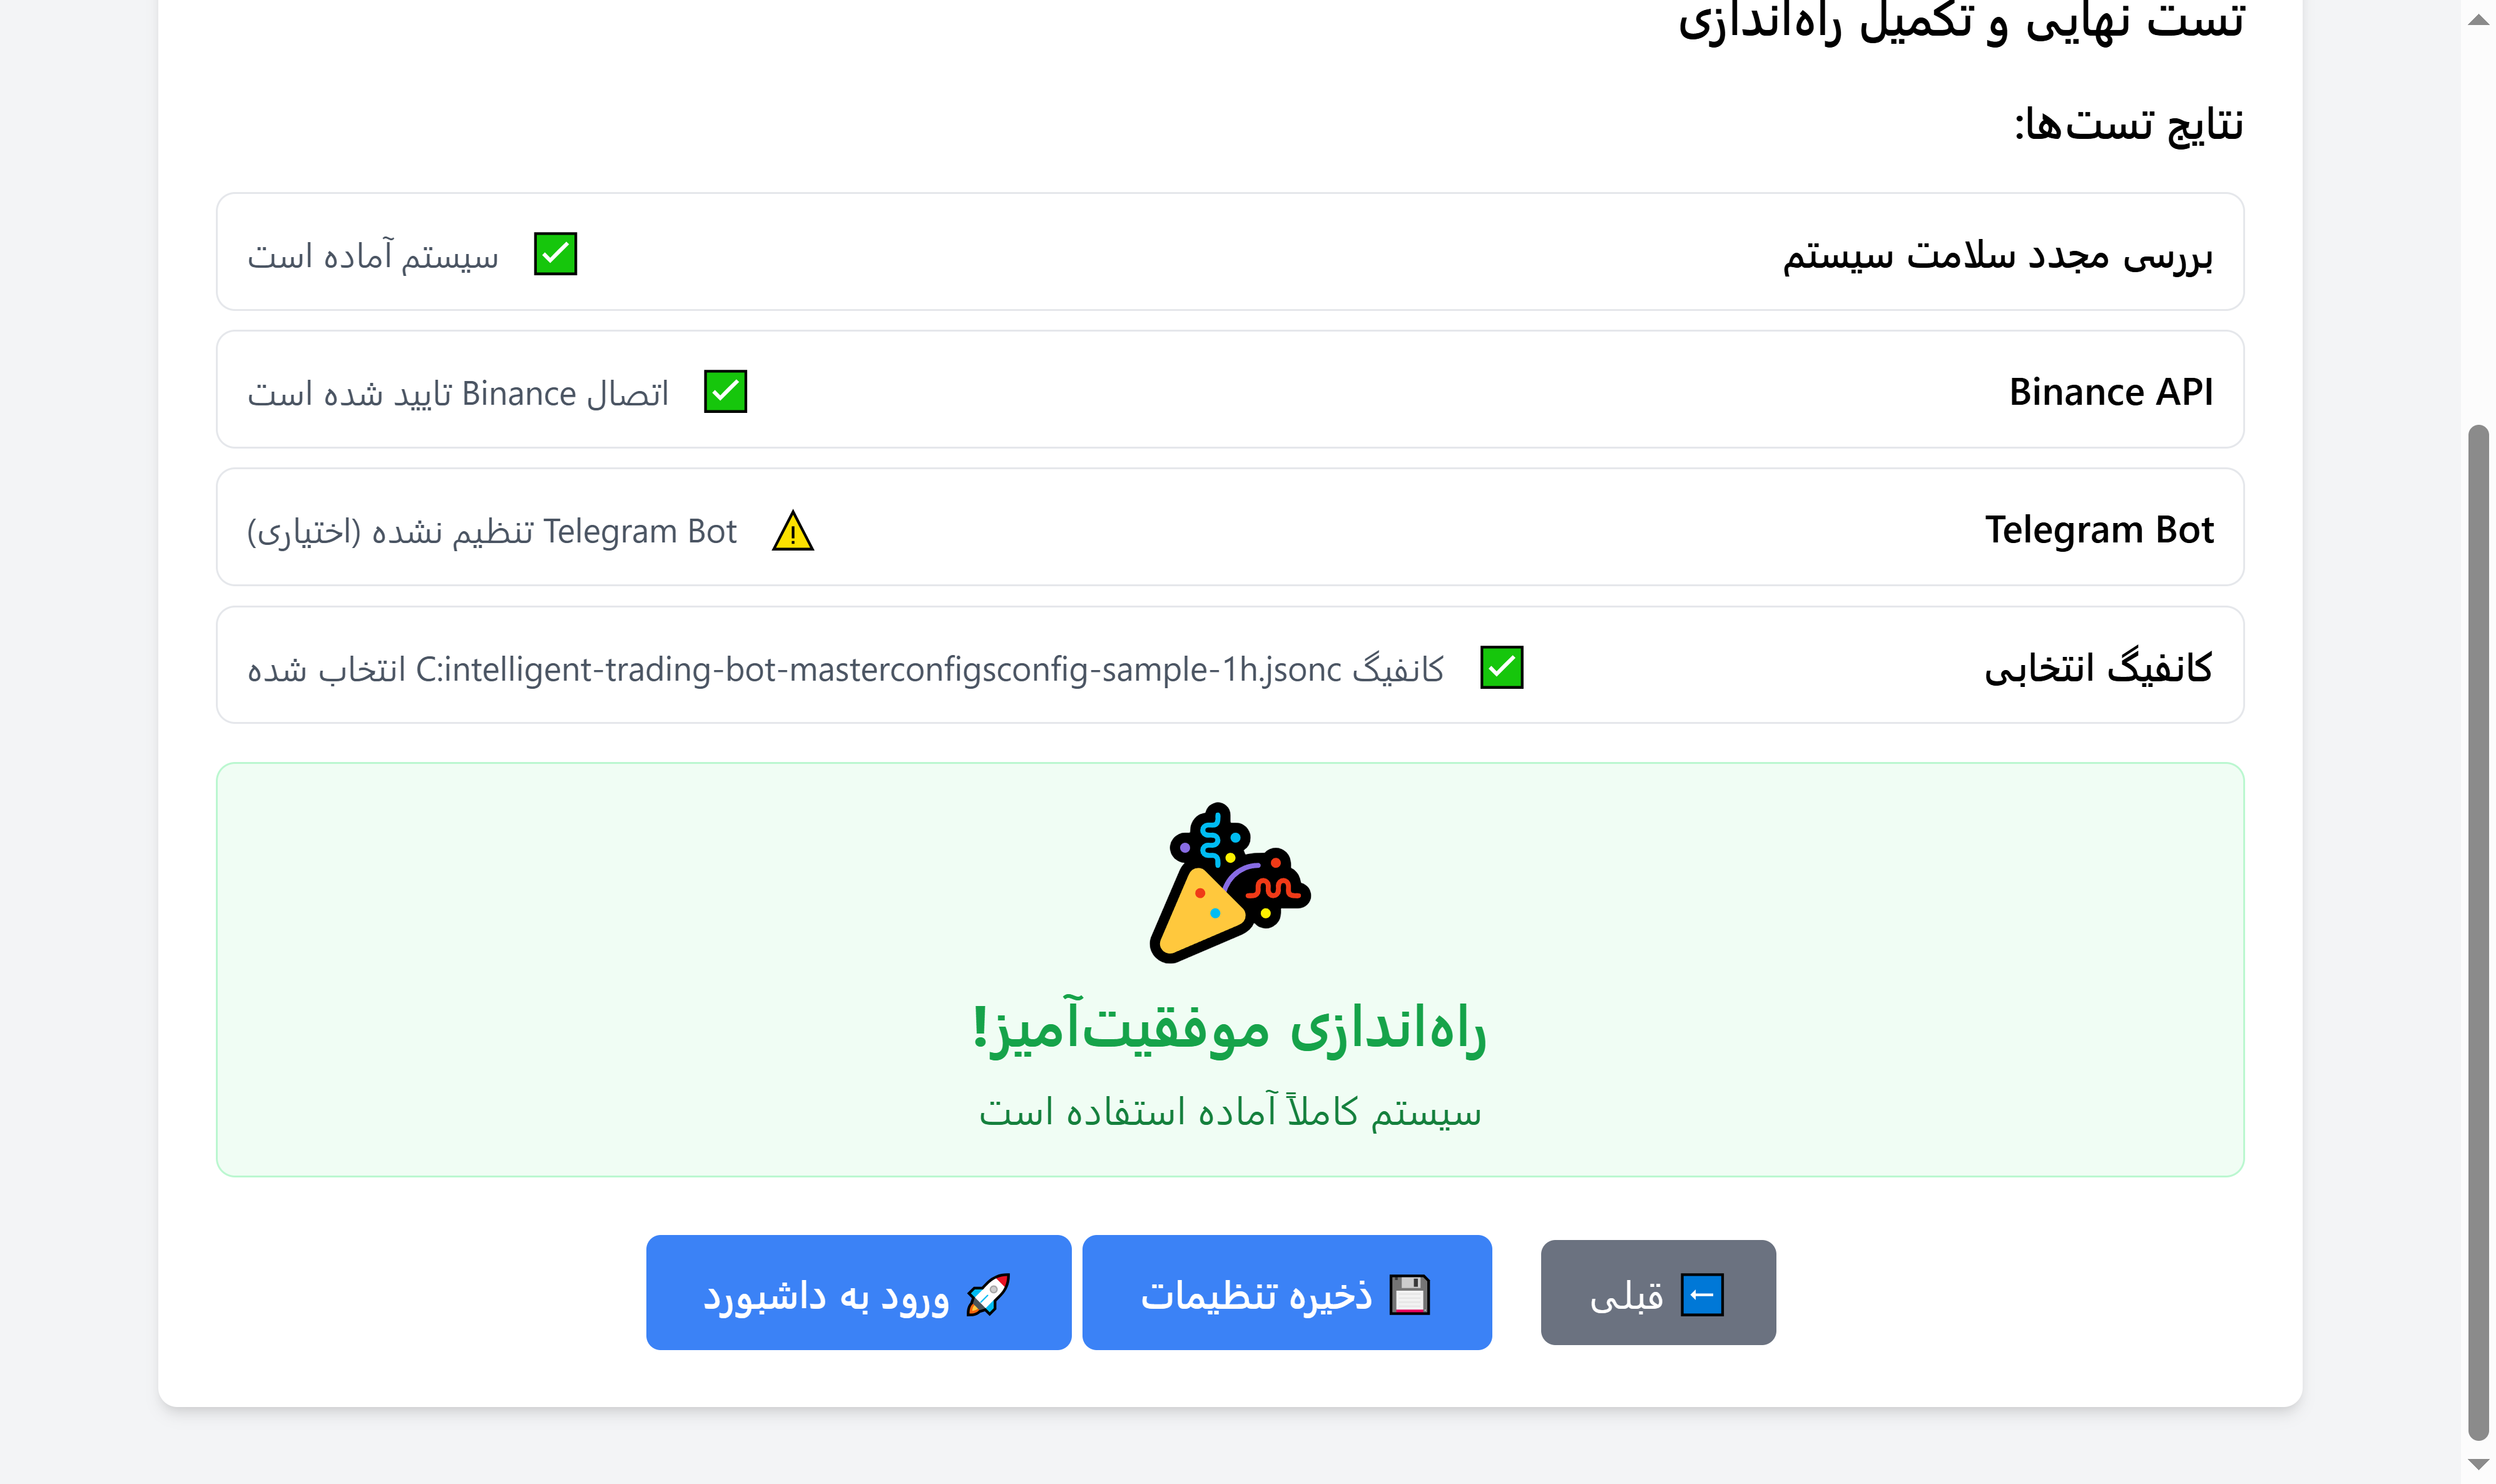 تست نهایی و تکمیل راه‌اندازی
نتایج تست‌ها:
بررسی مجدد سلامت سیستم
سیستم آماده است
Binance API
اتصال Binance تایید شده است
Telegram Bot
Telegram Bot تنظیم نشده (اختیاری)
کانفیگ انتخابی
کانفیگ C:intelligent-trading-bot-masterconfigsconfig-sample-1h.jsonc انتخاب شده
راه‌اندازی موفقیت‌آمیز!
سیستم کاملاً آماده استفاده است
قبلی
ذخیره تنظیمات
ورود به داشبورد